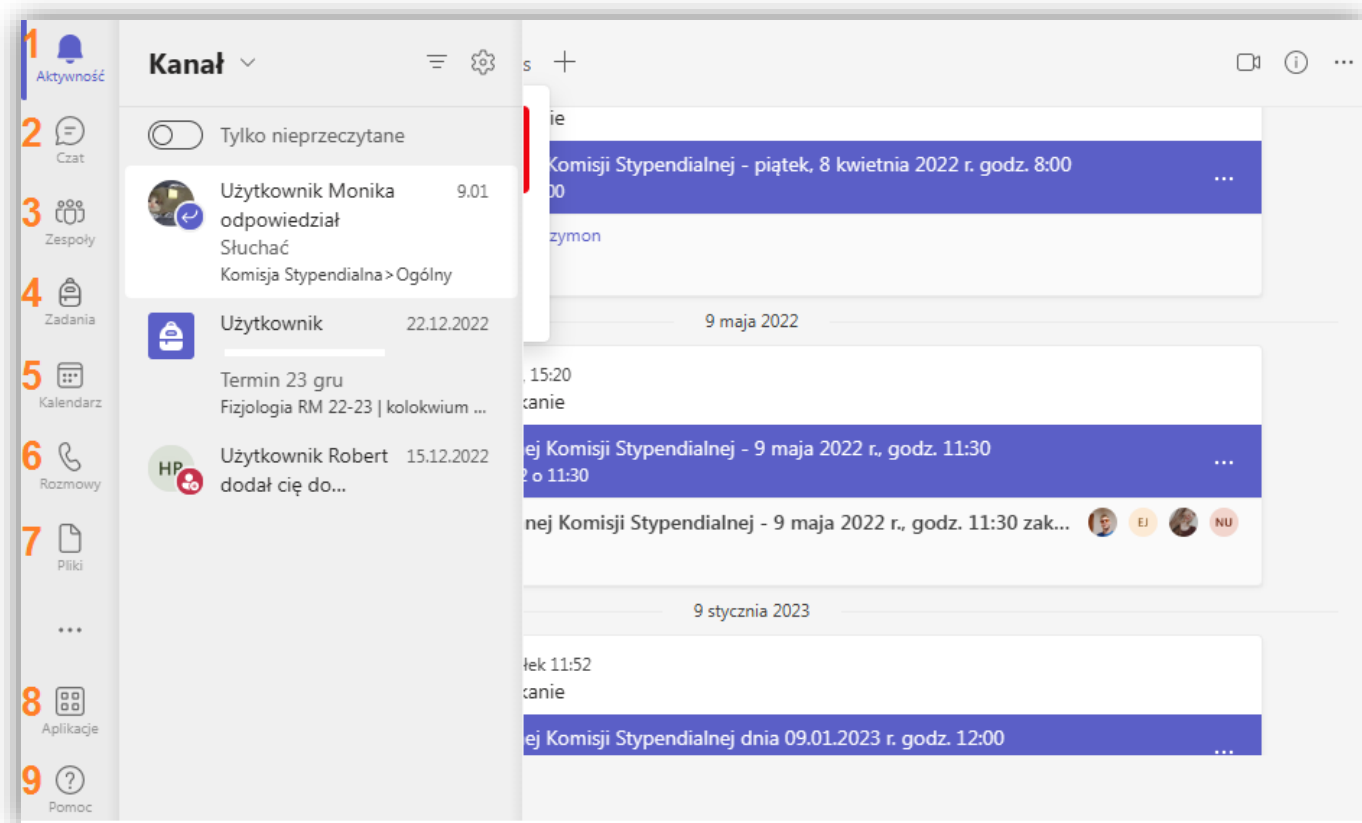 1
Aktywność
2
Czat
3
Zespoły
4
Zadania
5
Kalendarz
6
Rozmowy
7
Pliki
8
Aplikacje
9
Pomoc
Kanał
Tylko nieprzeczytane
Użytkownik Monika 9.01
odpowiedział
Słuchać
Komisja Stypendialna>Ogólny
Użytkownik 22.12.2022
Termin 23 gru
Fizjologia RM 22-23 | kolokwium ...
HP
Użytkownik Robert 15.12.2022
dodał cię do...
s
ie
Komisji Stypendialnej - piątek, 8 kwietnia 2022 r. godz. 8:00
00
zymon
9 maja 2022
, 15:20
kanie
ej Komisji Stypendialnej - 9 maja 2022 r., godz. 11:30
2 o 11:30
nej Komisji Stypendialnej - 9 maja 2022 r., godz. 11:30 zak... EJ NU
9 stycznia 2023
łek 11:52
kanie
ej Komisji Stypendialnej dnia 09.01.2023 r. godz. 12:00